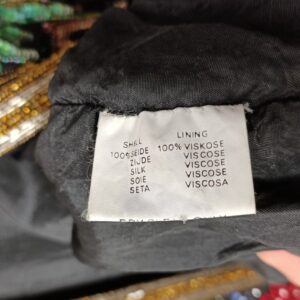 SHELL LINING
100% SEIDE 100% VISKOSE
ZIJDE VISCOSE
SILK VISCOSE
SOIE VISCOSE
SETA VISCOSA